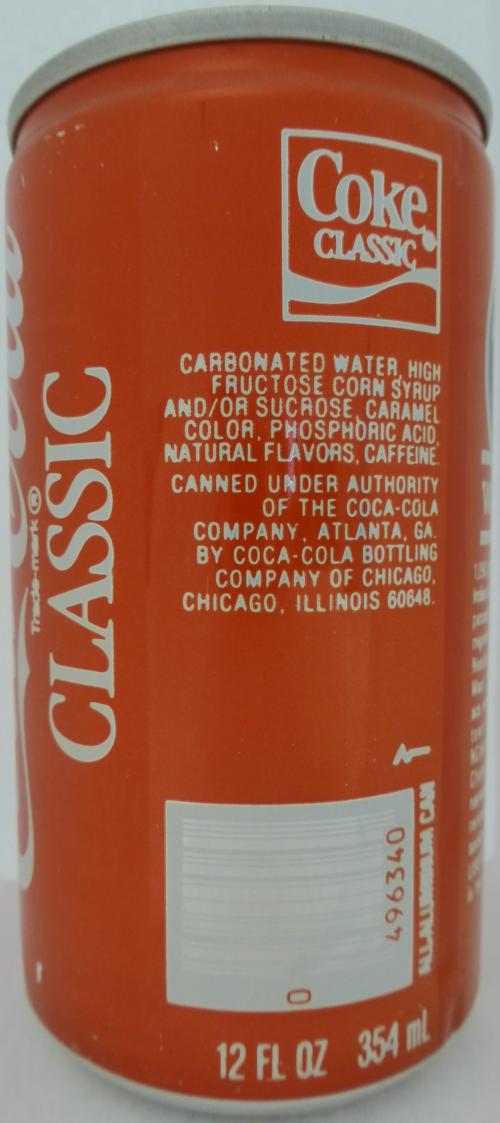 Coke
CLASSIC
CARBONATED WATER, HIGH
FRUCTOSE CORN SYRUP
AND/OR SUCROSE, CARAMEL
COLOR, PHOSPHORIC ACID,
NATURAL FLAVORS, CAFFEINE.
CANNED UNDER AUTHORITY
OF THE COCA-COLA
COMPANY, ATLANTA, GA.
BY COCA-COLA BOTTLING
COMPANY OF CHICAGO,
CHICAGO, ILLINOIS 60648.
Trade-mark ®
CLASSIC
0
496340
ALL ALUMINUM CAN
12 FL OZ 354 mL